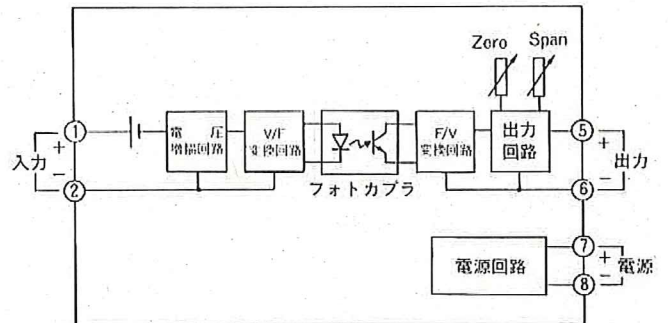 Zero Span
① 電圧増幅回路 V/F変換回路 F/V変換回路 出力回路 ⑤
入力 + − + − 出力
② フォトカプラ ⑥
⑦
電源回路 + − 電源
⑧